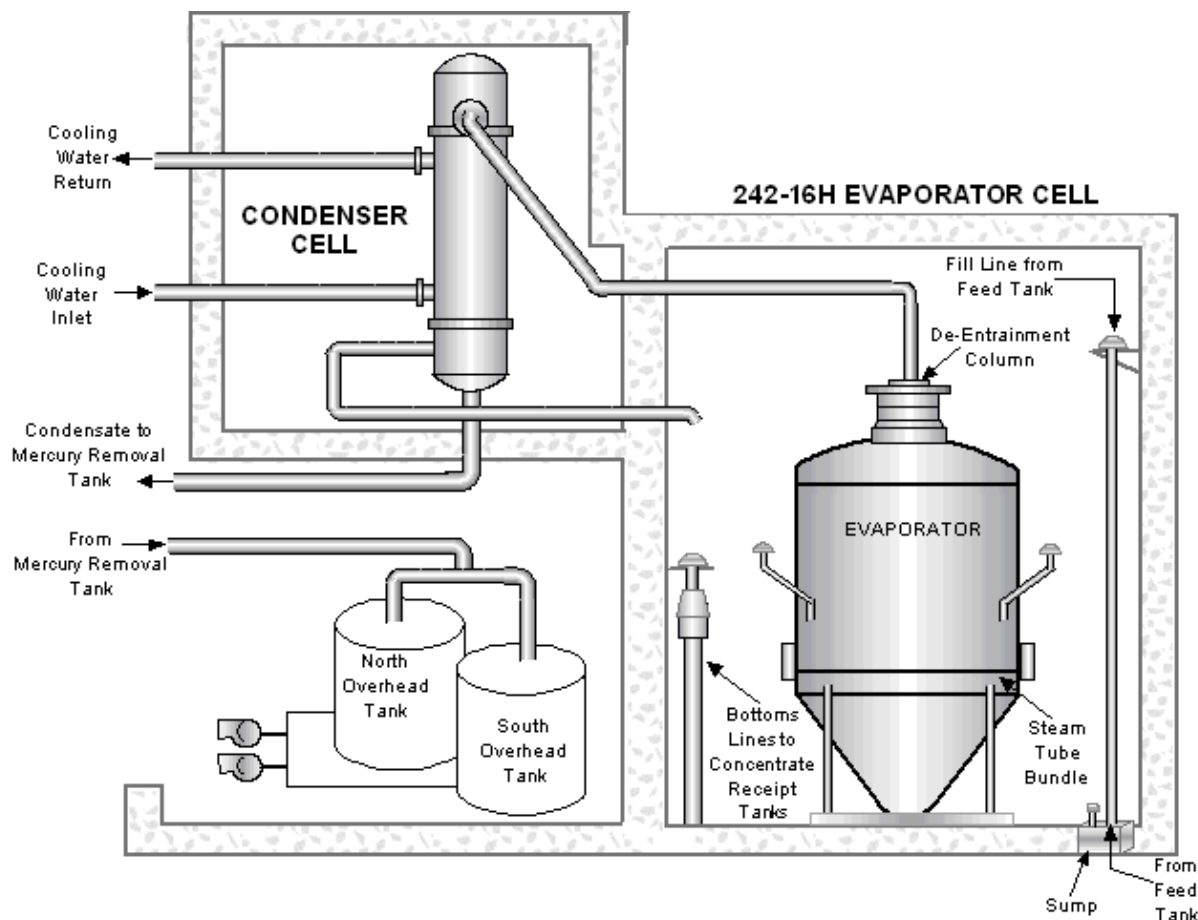 Cooling
Water
Return
CONDENSER
CELL
Cooling
Water
Inlet
242-16H EVAPORATOR CELL
Fill Line from
Feed Tank
De-Entrainment
Column
Condensate to
Mercury Removal
Tank
EVAPORATOR
From
Mercury Removal
Tank
North
Overhead
Tank
South
Overhead
Tank
Bottoms
Lines to
Concentrate
Receipt
Tanks
Steam
Tube
Bundle
Sump
From
Feed
Tank